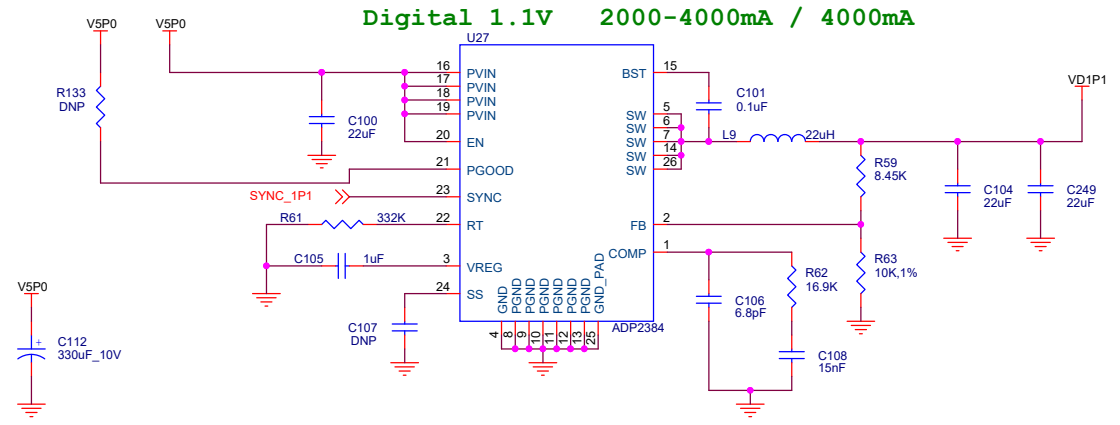 Digital 1.1V 2000-4000mA / 4000mA
V5P0
V5P0
U27
R133
DNP
C100
22uF
16 PVIN
17 PVIN
18 PVIN
19 PVIN
20 EN
21 PGOOD
SYNC_1P1 23 SYNC
R61 332K 22 RT
C105 1uF 3 VREG
24 SS
C107
DNP
BST 15
SW 5
SW 6
SW 7
SW 14
SW 26
FB 2
COMP 1
GND 4
PGND 8
PGND 9
PGND 10
PGND 11
PGND 12
PGND 13
GND_PAD 25
ADP2384
C101
0.1uF
L9 22uH
VD1P1
R59
8.45K
C104
22uF
C249
22uF
R63
10K,1%
R62
16.9K
C106
6.8pF
C108
15nF
V5P0
+
C112
330uF_10V